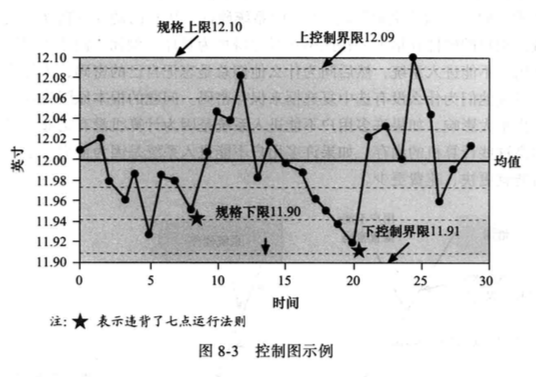 规格上限12.10
上控制界限12.09
12.10
12.08
12.06
12.04
12.02
12.00
11.98
11.96
11.94
11.92
11.90
英寸
均值
规格下限11.90
下控制界限11.91
0
5
10
15
20
25
30
时间
注: ★ 表示违背了七点运行法则
图 8-3 控制图示例